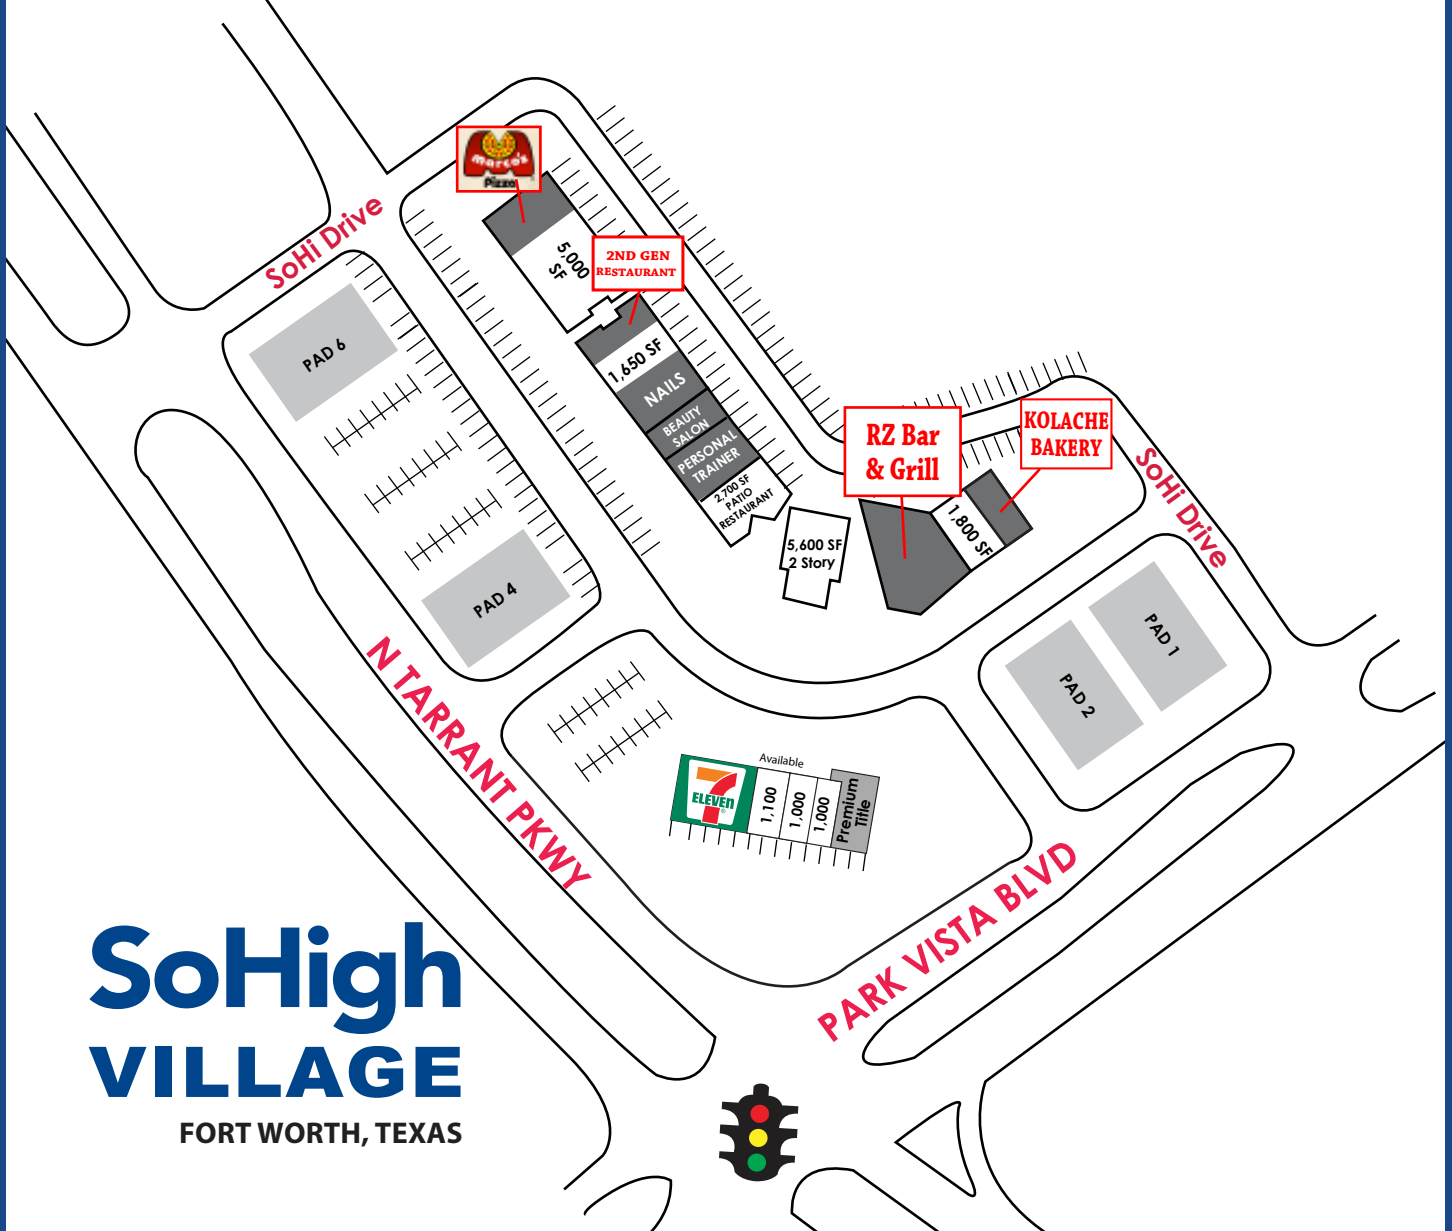 marco's
Pizza
SoHi Drive
5,000
SF
2ND GEN
RESTAURANT
PAD 6
1,650 SF
NAILS
BEAUTY
SALON
PERSONAL
TRAINER
2,700 SF
PATIO
RESTAURANT
5,600 SF
2 Story
RZ Bar
& Grill
KOLACHE
BAKERY
1,800 SF
SoHi Drive
PAD 4
PAD 1
PAD 2
N TARRANT PKWY
Available
7
ELEVEN
®
1,100
1,000
1,000
Premium
Title
PARK VISTA BLVD
SoHigh
VILLAGE
FORT WORTH, TEXAS